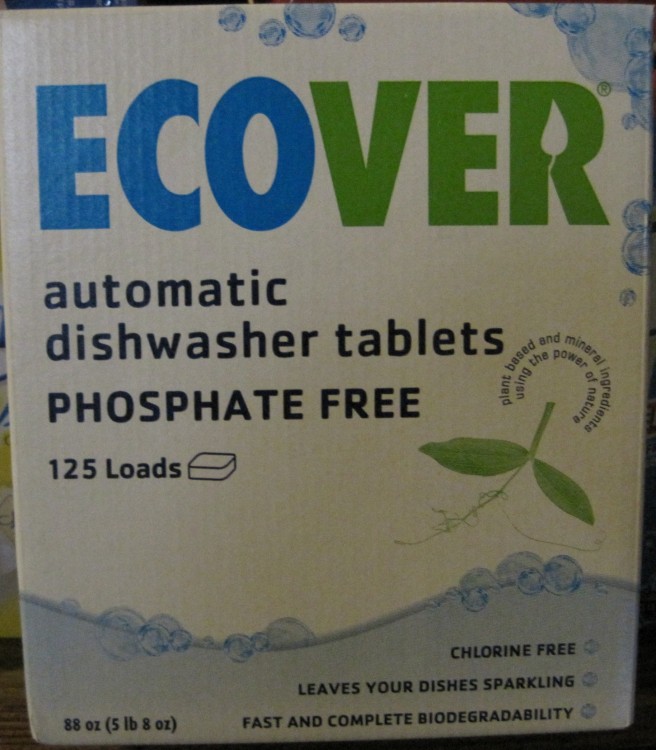 ECOVER®
automatic
dishwasher tablets
PHOSPHATE FREE
plant based and mineral ingredients
using the power of nature
125 Loads
CHLORINE FREE
LEAVES YOUR DISHES SPARKLING
88 oz (5 lb 8 oz)
FAST AND COMPLETE BIODEGRADABILITY